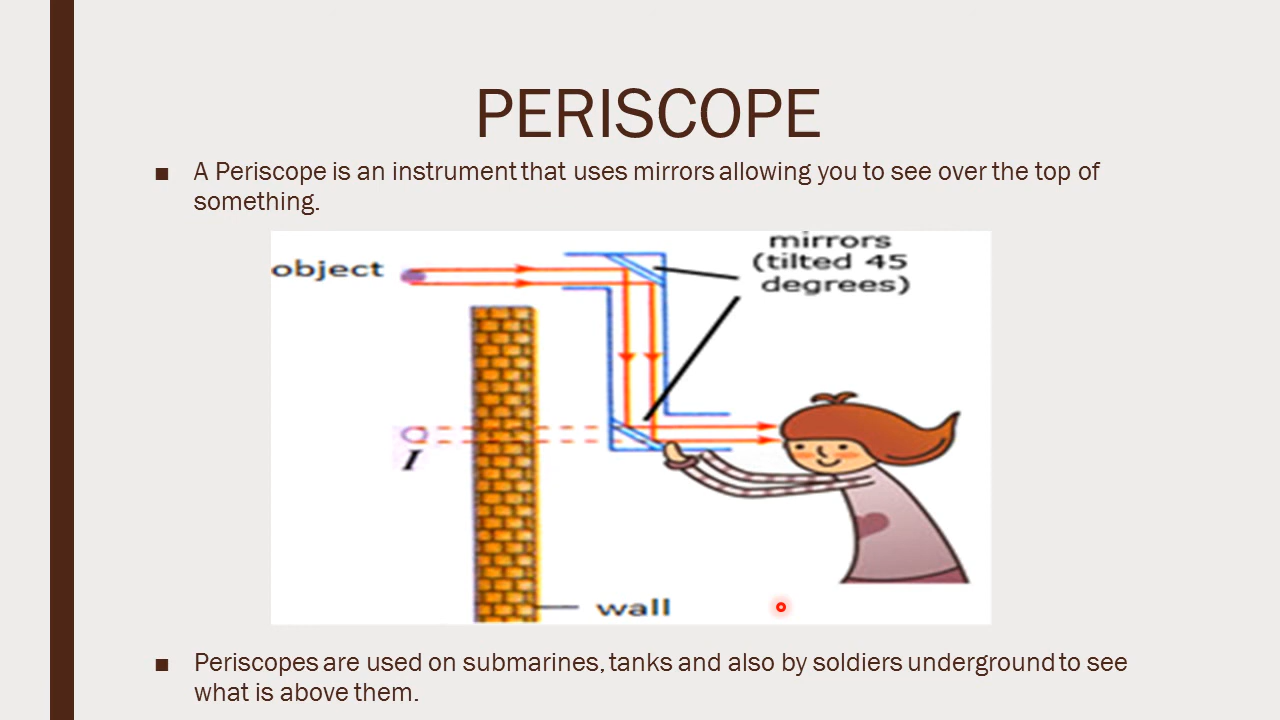 PERISCOPE
■ A Periscope is an instrument that uses mirrors allowing you to see over the top of
something.
mirrors
(tilted 45
degrees)
object
I
wall
■ Periscopes are used on submarines, tanks and also by soldiers underground to see
what is above them.